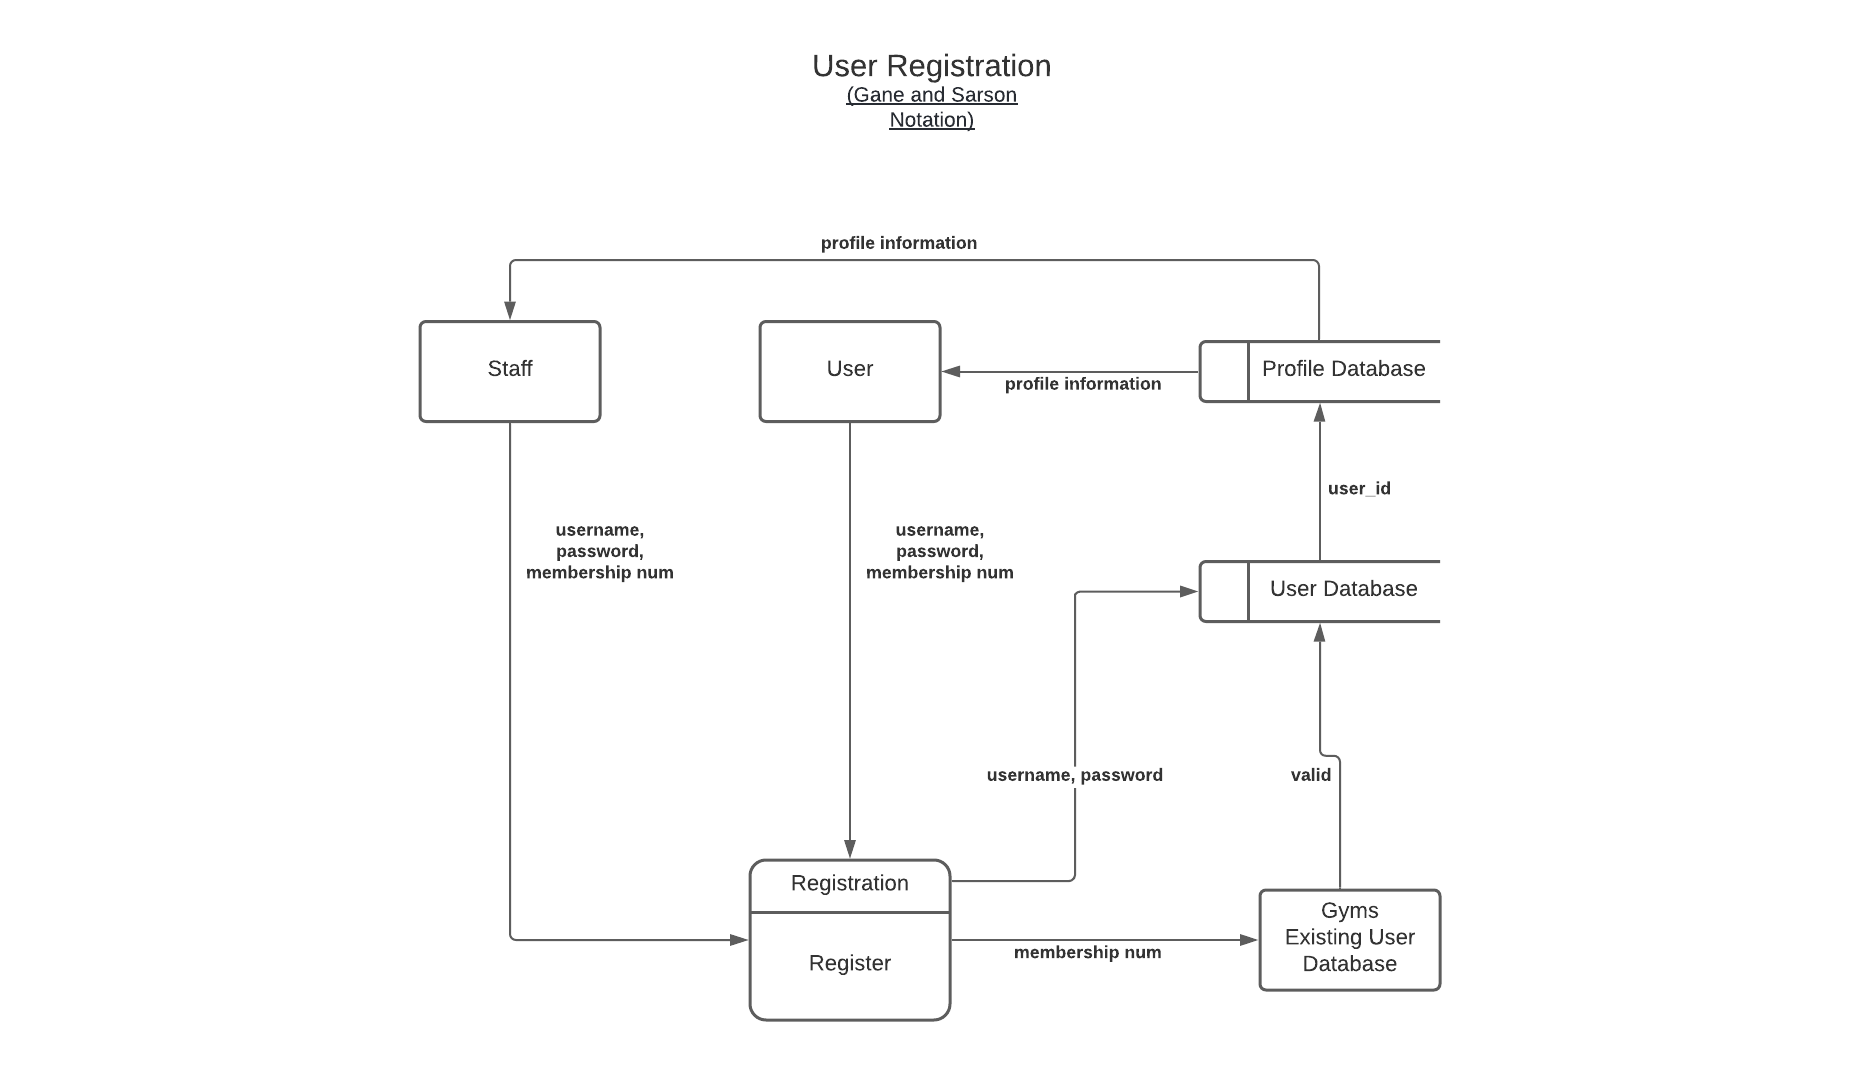 User Registration
(Gane and Sarson
Notation)
profile information
Staff
User
Profile Database
profile information
user_id
username,
password,
membership num
username,
password,
membership num
User Database
username, password
valid
Registration
Register
membership num
Gyms
Existing User
Database